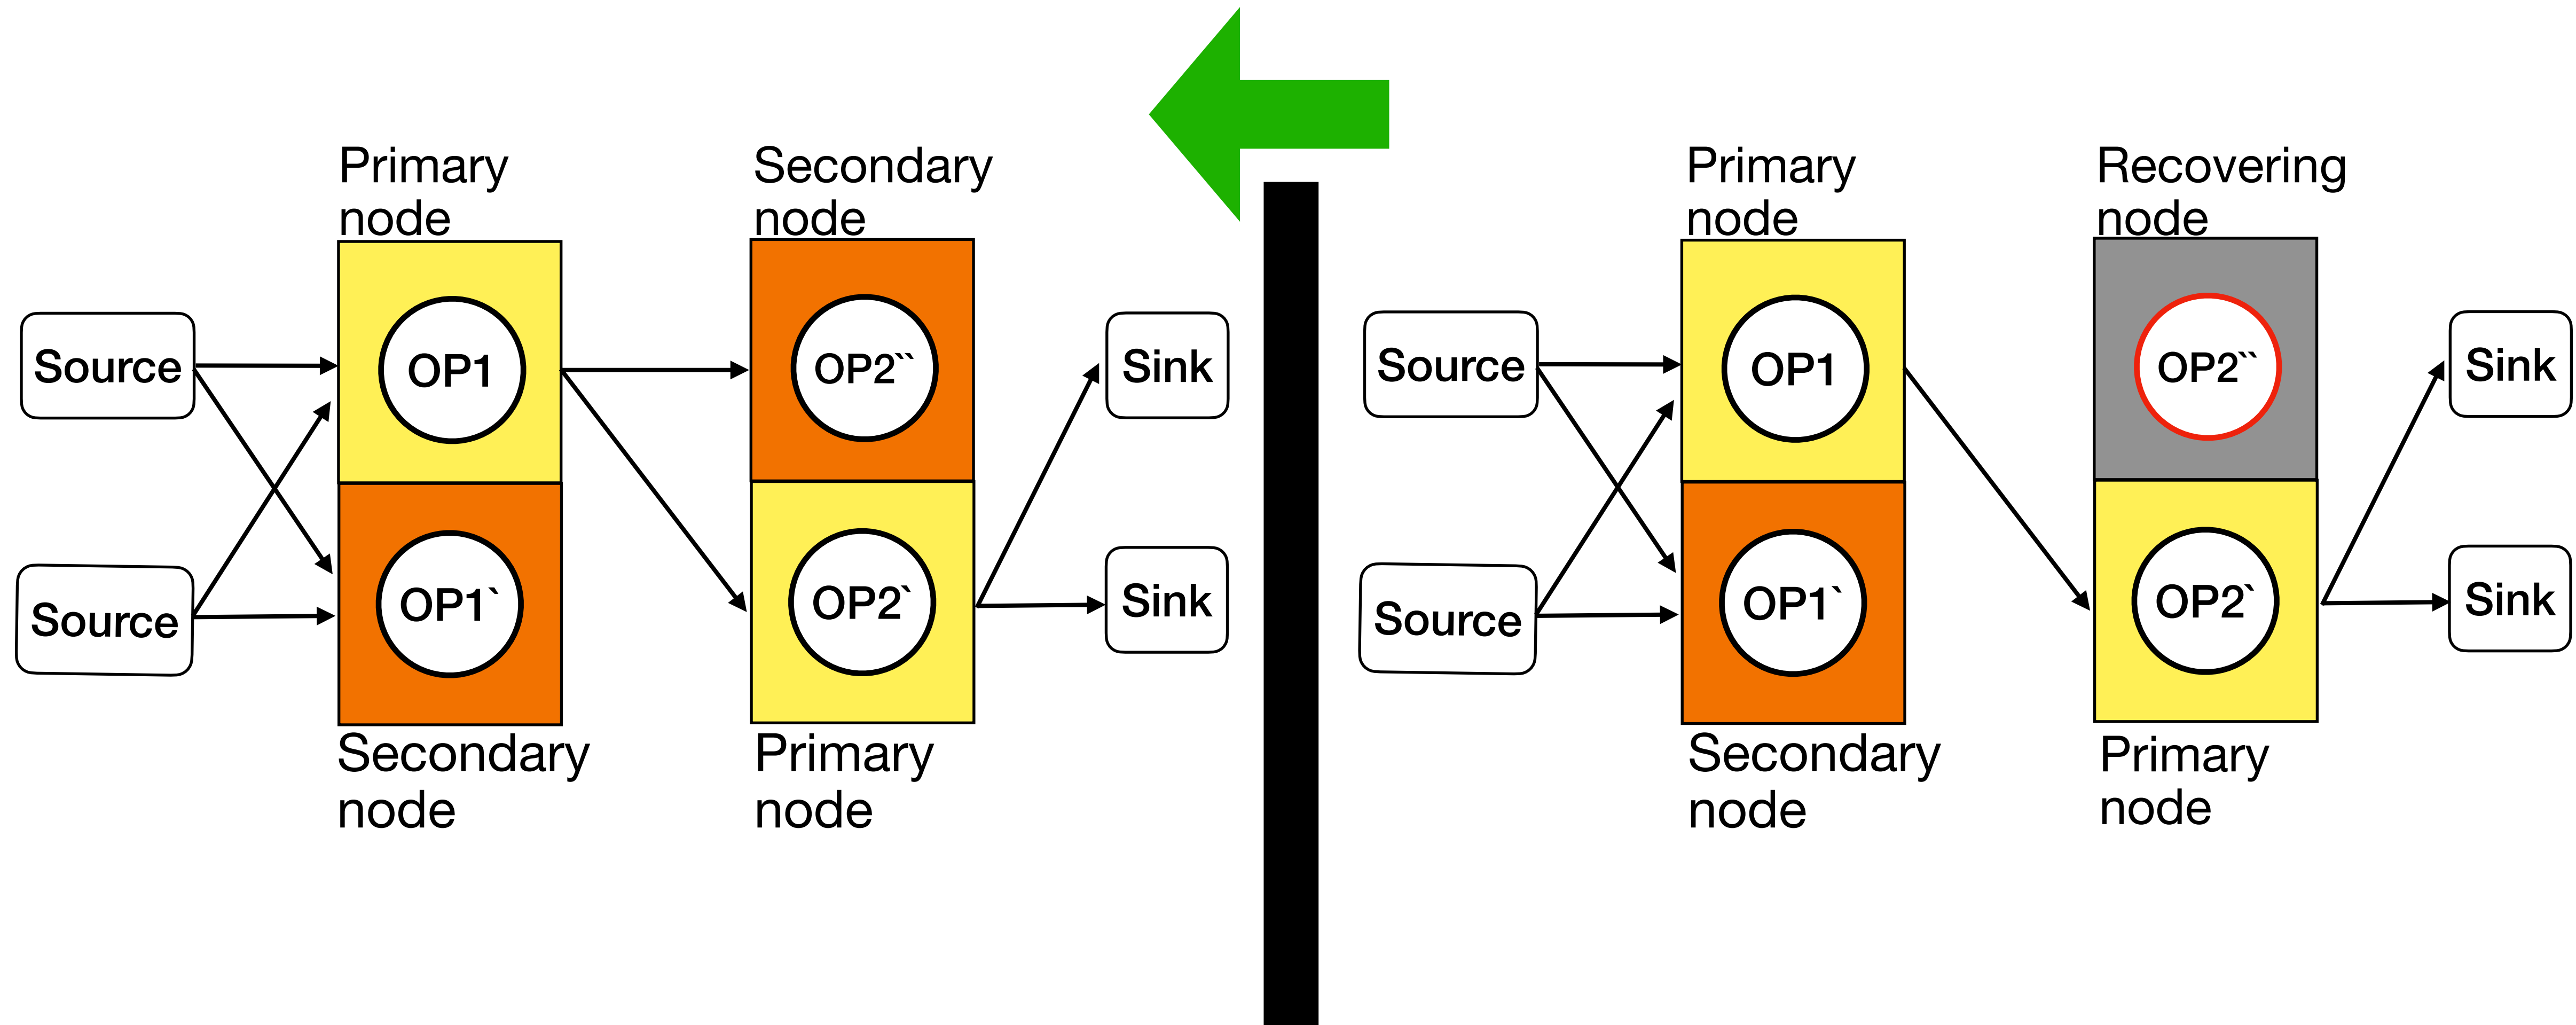 Primary
node
Secondary
node
Source
OP1
OP2``
Sink
Source
OP1`
OP2`
Sink
Secondary
node
Primary
node
Primary
node
Recovering
node
Source
OP1
OP2``
Sink
Source
OP1`
OP2`
Sink
Secondary
node
Primary
node